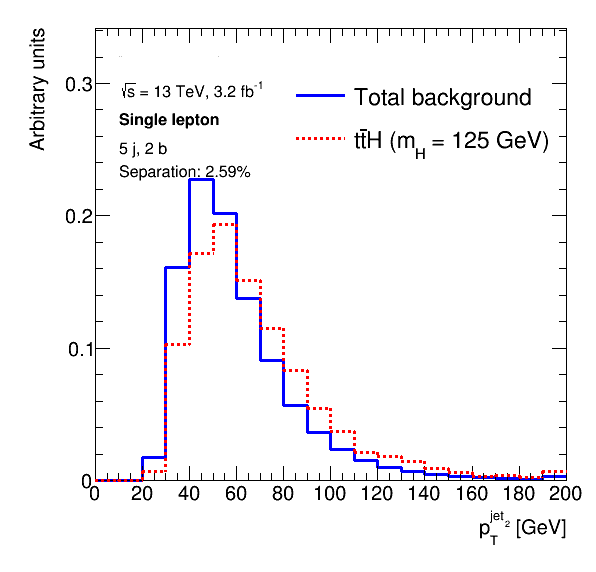 Arbitrary units
√s = 13 TeV, 3.2 fb⁻¹
Single lepton
5 j, 2 b
Separation: 2.59%
Total background
tt̄H (m_H = 125 GeV)
0.3
0.2
0.1
0
0 20 40 60 80 100 120 140 160 180 200
p_T^{jet_2} [GeV]